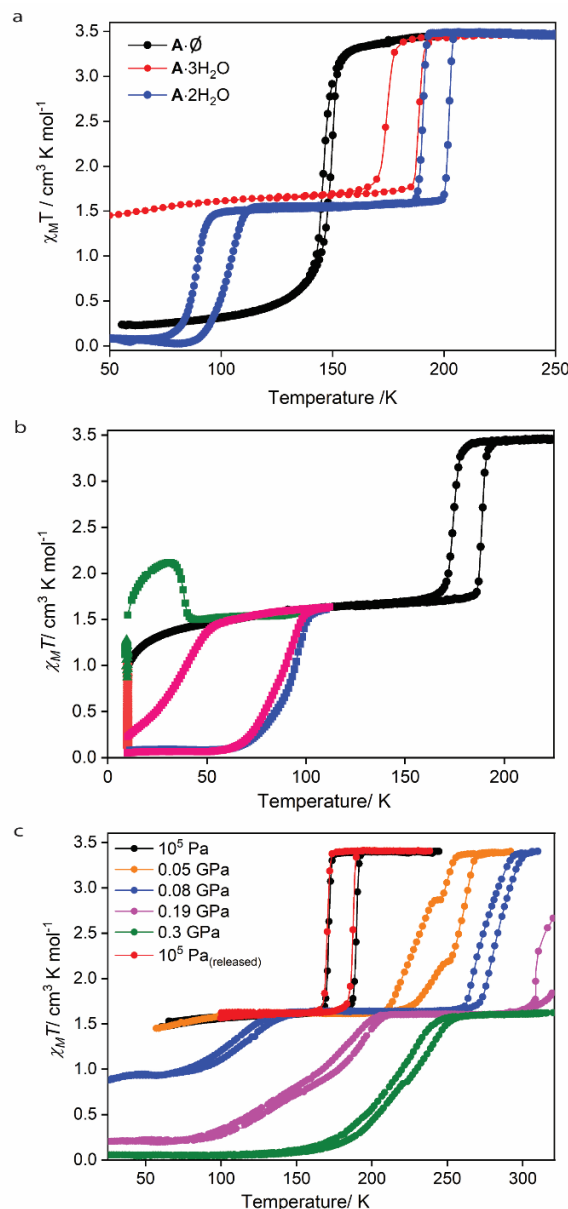 a
3.5
3.0
2.5
2.0
1.5
1.0
0.5
0.0
χMT / cm³ K mol⁻¹
A·Ø
A·3H₂O
A·2H₂O
50 100 150 200 250
Temperature /K
b
3.5
3.0
2.5
2.0
1.5
1.0
0.5
0.0
χMT/ cm³ K mol⁻¹
0 50 100 150 200
Temperature/ K
c
3.5
3.0
2.5
2.0
1.5
1.0
0.5
0.0
χMT/ cm³ K mol⁻¹
10⁵ Pa
0.05 GPa
0.08 GPa
0.19 GPa
0.3 GPa
10⁵ Pa(released)
50 100 150 200 250 300
Temperature/ K